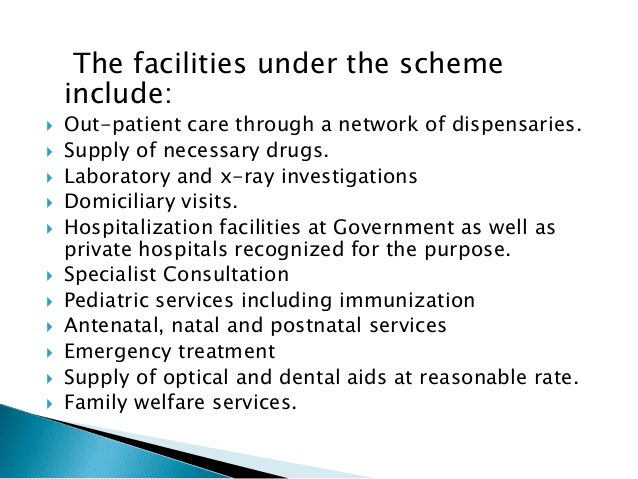 The facilities under the scheme
include:
Out-patient care through a network of dispensaries.
Supply of necessary drugs.
Laboratory and x-ray investigations
Domiciliary visits.
Hospitalization facilities at Government as well as
private hospitals recognized for the purpose.
Specialist Consultation
Pediatric services including immunization
Antenatal, natal and postnatal services
Emergency treatment
Supply of optical and dental aids at reasonable rate.
Family welfare services.